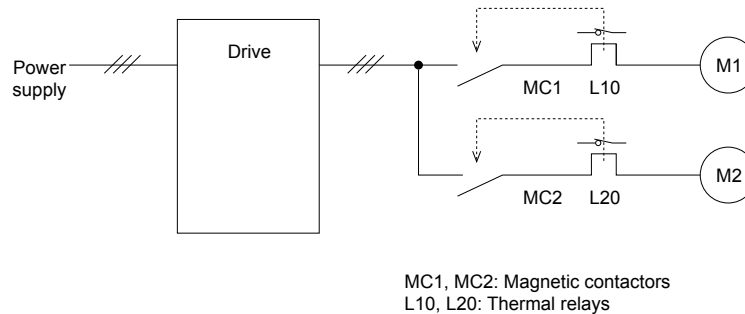 Power
supply
Drive
MC1
L10
M1
MC2
L20
M2
MC1, MC2: Magnetic contactors
L10, L20: Thermal relays